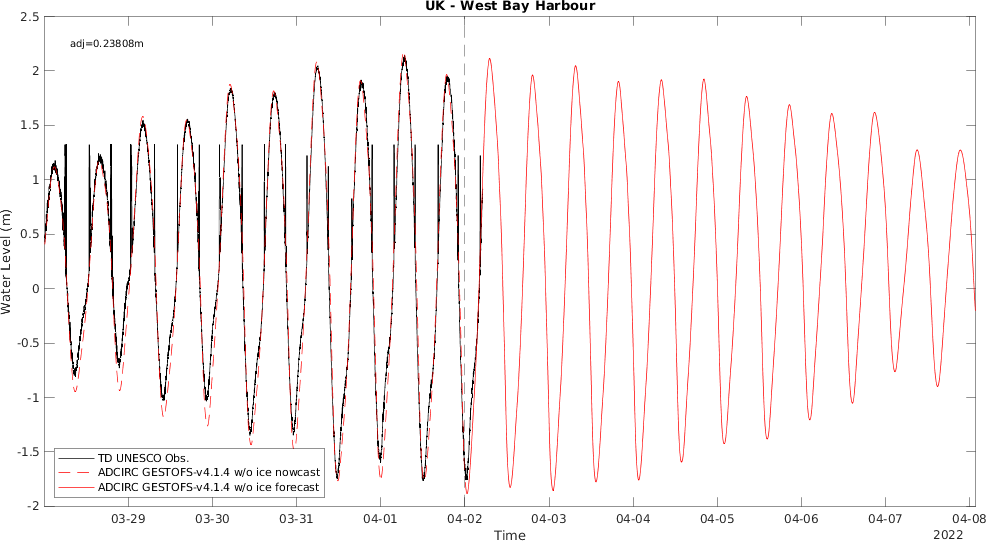 UK - West Bay Harbour
adj=0.23808m
2.5
2
1.5
1
0.5
0
-0.5
-1
-1.5
-2
Water Level (m)
TD UNESCO Obs.
ADCIRC GESTOFS-v4.1.4 w/o ice nowcast
ADCIRC GESTOFS-v4.1.4 w/o ice forecast
03-29 03-30 03-31 04-01 04-02 04-03 04-04 04-05 04-06 04-07 04-08
Time
2022